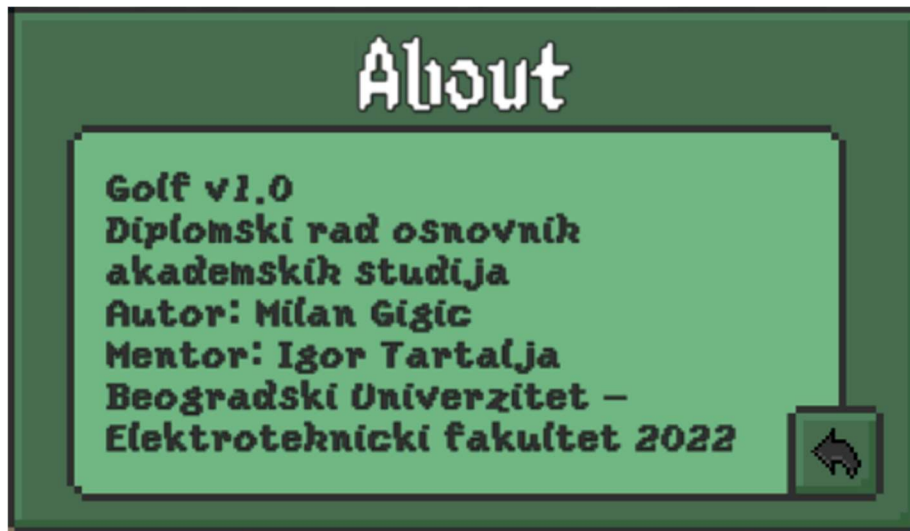 About
Golf v1.0
Diplomski rad osnovnih
akademskih studija
Autor: Milan Gigic
Mentor: Igor Tartalja
Beogradski Univerzitet -
Elektrotehnicki fakultet 2022